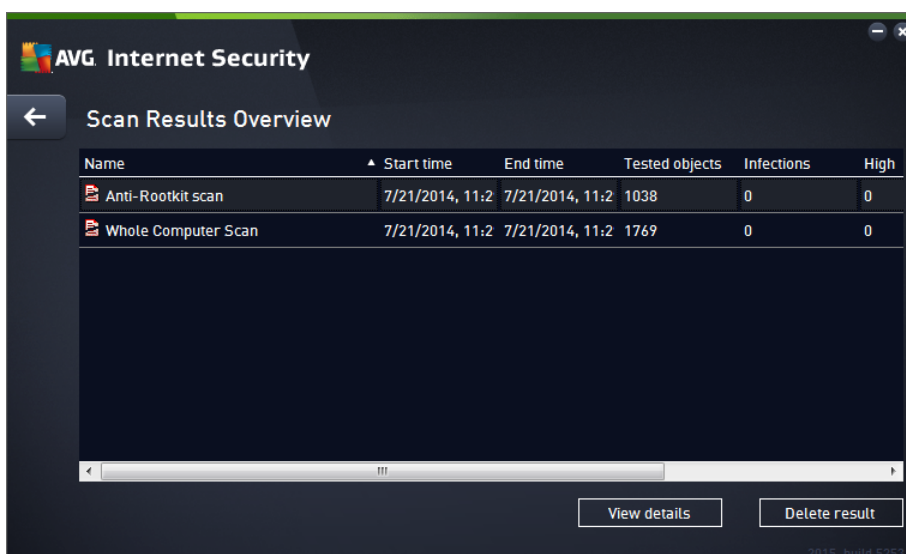 AVG Internet Security
Scan Results Overview
Name Start time End time Tested objects Infections High
Anti-Rootkit scan 7/21/2014, 11:2 7/21/2014, 11:2 1038 0 0
Whole Computer Scan 7/21/2014, 11:2 7/21/2014, 11:2 1769 0 0
View details Delete result
2015, build